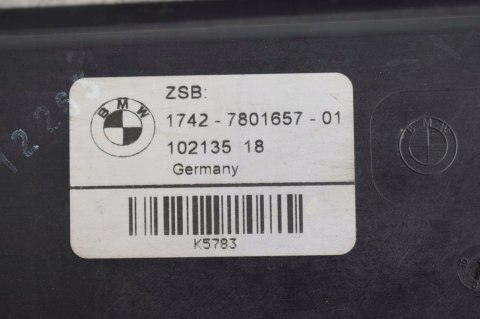 ZSB:
BMW
1742-7801657-01
102135 18
Germany
K5783